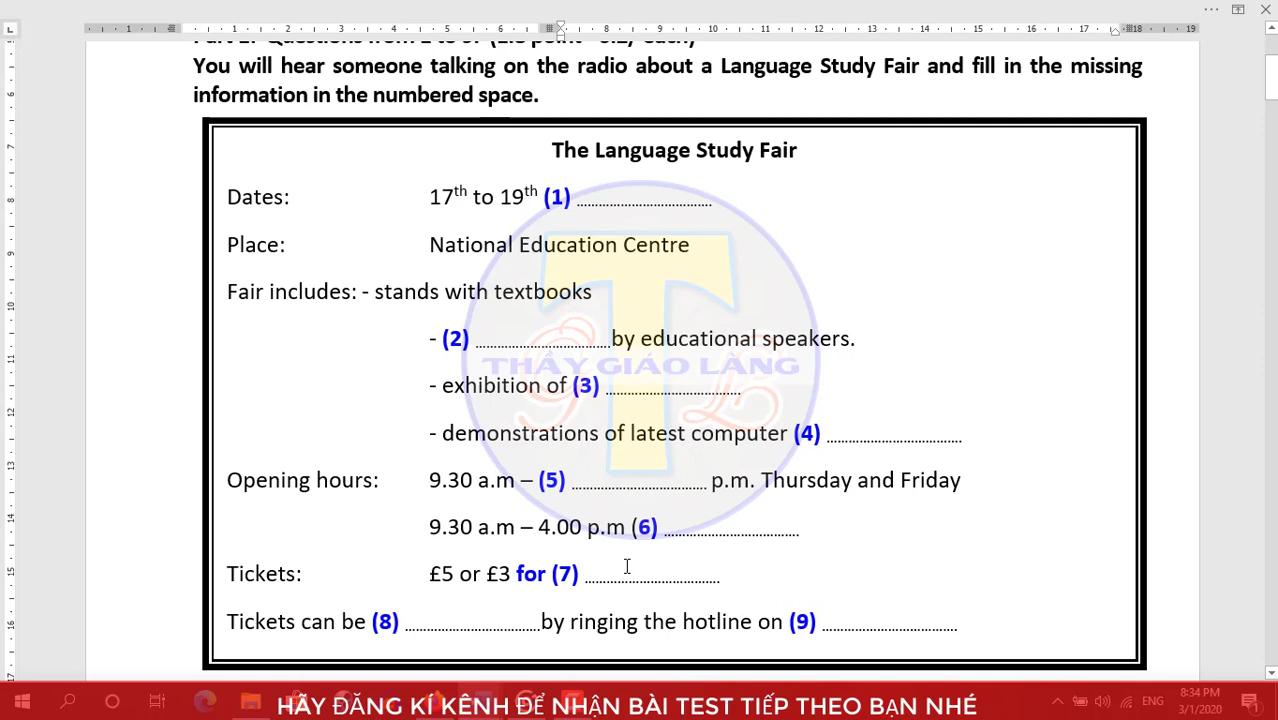 You will hear someone talking on the radio about a Language Study Fair and fill in the missing
information in the numbered space.
The Language Study Fair
Dates: 17th to 19th (1) ……………………………….
Place: National Education Centre
Fair includes: - stands with textbooks
- (2) ……………………………….by educational speakers.
- exhibition of (3) ……………………………….
- demonstrations of latest computer (4) ……………………………….
Opening hours: 9.30 a.m – (5) ………………………………. p.m. Thursday and Friday
9.30 a.m – 4.00 p.m (6) ……………………………….
Tickets: £5 or £3 for (7) ……………………………….
Tickets can be (8) ……………………………….by ringing the hotline on (9) ……………………………….
THẦY GIÁO LÀNG
ENG
8:34 PM
3/1/2020
HÃY ĐĂNG KÍ KÊNH ĐỂ NHẬN BÀI TEST TIẾP THEO BẠN NHÉ